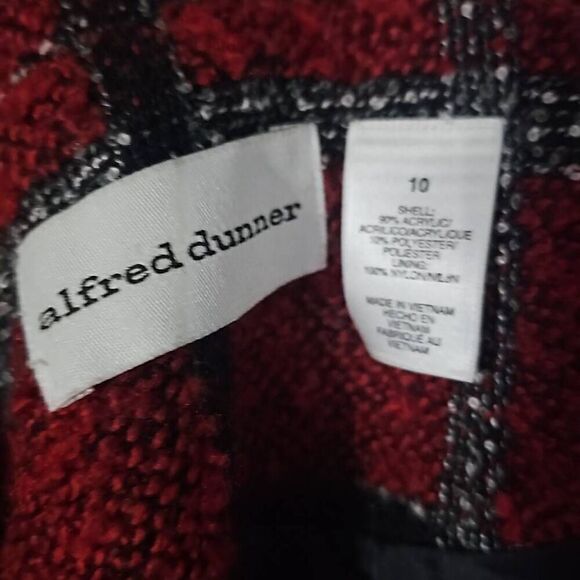 alfred dunner
10
SHELL:
90% ACRYLIC/
ACRILICO/ACRYLIQUE
10% POLYESTER/
POLIESTER
LINING:
100% NYLON/NILÓN
MADE IN VIETNAM
HECHO EN
VIETNAM
FABRIQUE AU
VIETNAM